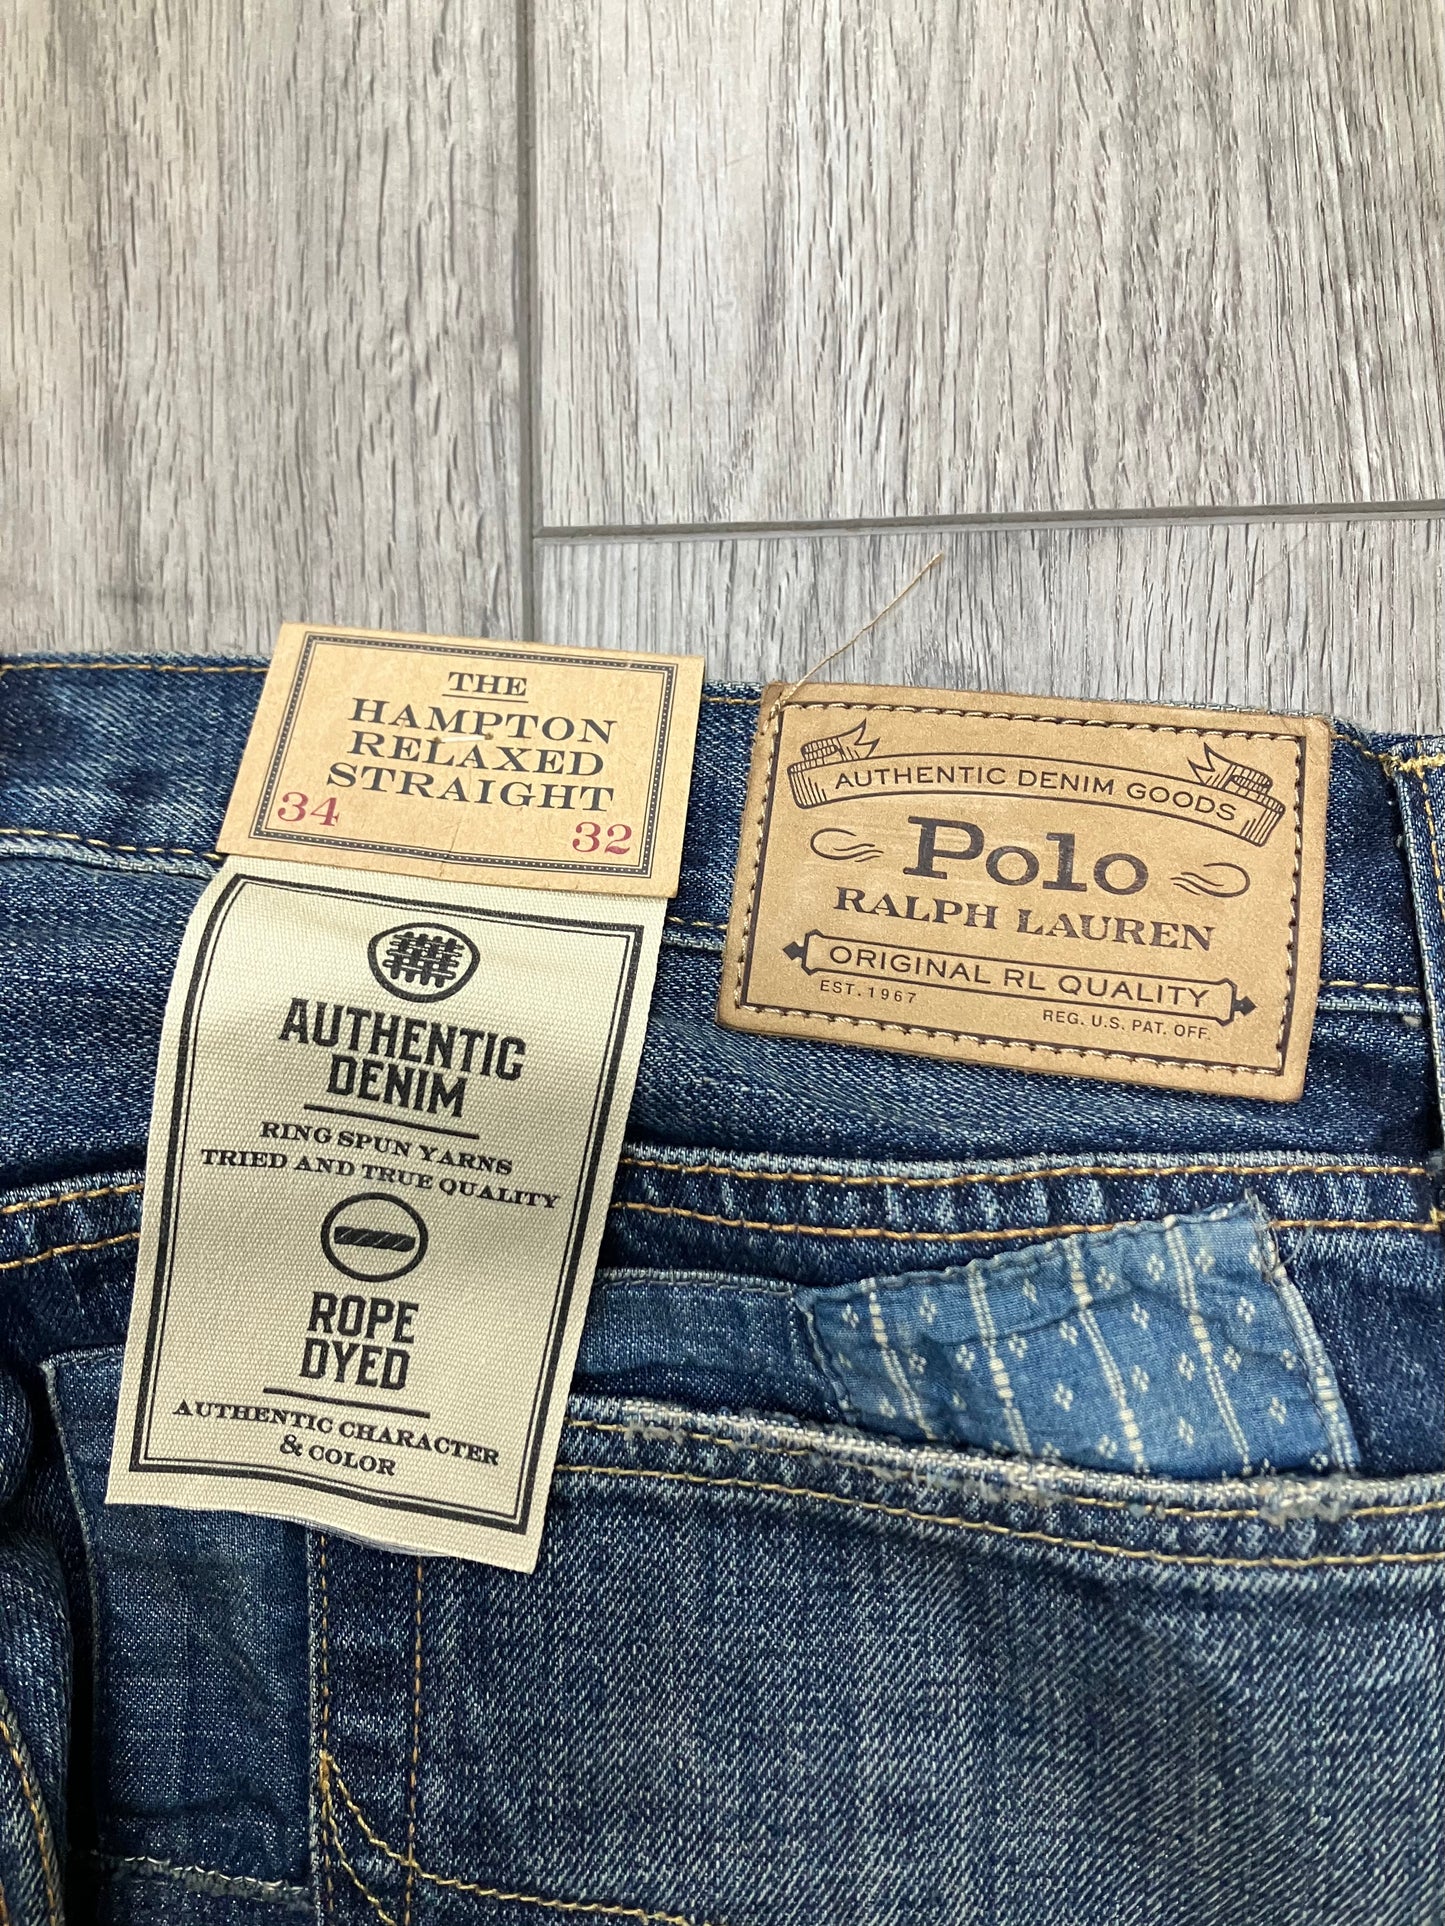 THE
HAMPTON
RELAXED
STRAIGHT
34 32
AUTHENTIC
DENIM
RING SPUN YARNS
TRIED AND TRUE QUALITY
ROPE
DYED
AUTHENTIC CHARACTER
& COLOR
AUTHENTIC DENIM GOODS
Polo
RALPH LAUREN
ORIGINAL RL QUALITY
EST. 1967
REG. U.S. PAT. OFF.